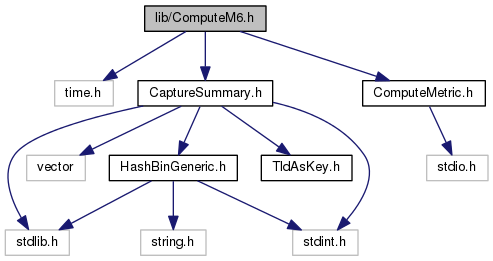 lib/ComputeM6.h
time.h
CaptureSummary.h
ComputeMetric.h
vector
HashBinGeneric.h
TldAsKey.h
stdio.h
stdlib.h
string.h
stdint.h